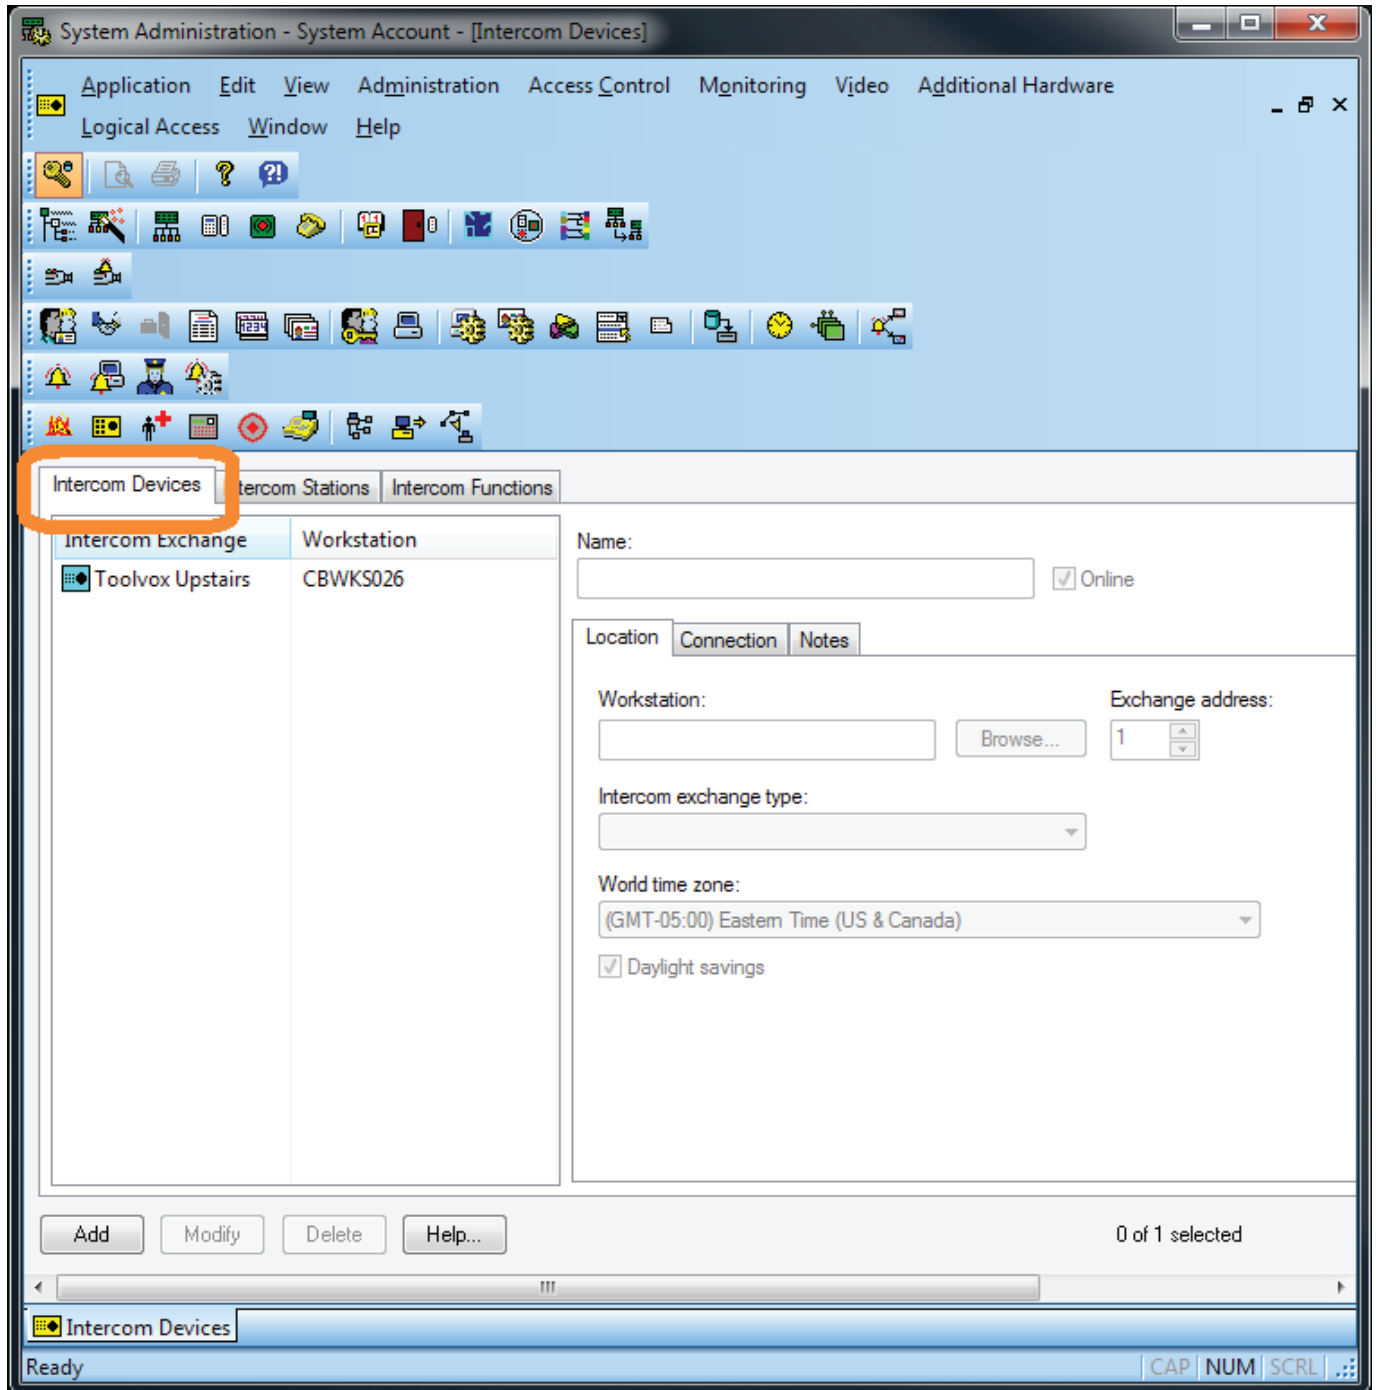 System Administration - System Account - [Intercom Devices]
Application Edit View Administration Access Control Monitoring Video Additional Hardware
Logical Access Window Help
Intercom Devices tercom Stations Intercom Functions
Intercom Exchange Workstation
Toolvox Upstairs CBWKS026
Name:
Online
Location Connection Notes
Workstation: Exchange address:
Browse... 1
Intercom exchange type:
World time zone:
(GMT-05:00) Eastern Time (US & Canada)
Daylight savings
Add Modify Delete Help... 0 of 1 selected
Intercom Devices
Ready CAP NUM SCRL